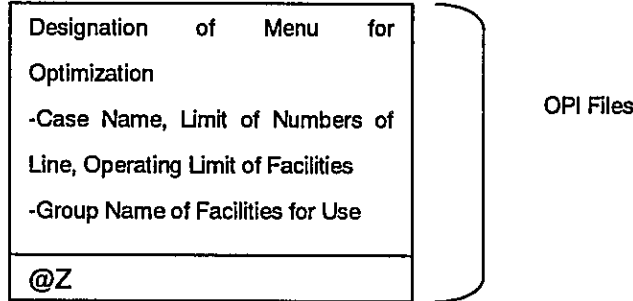 Designation of Menu for
Optimization
-Case Name, Limit of Numbers of
Line, Operating Limit of Facilities
-Group Name of Facilities for Use
@Z
OPI Files